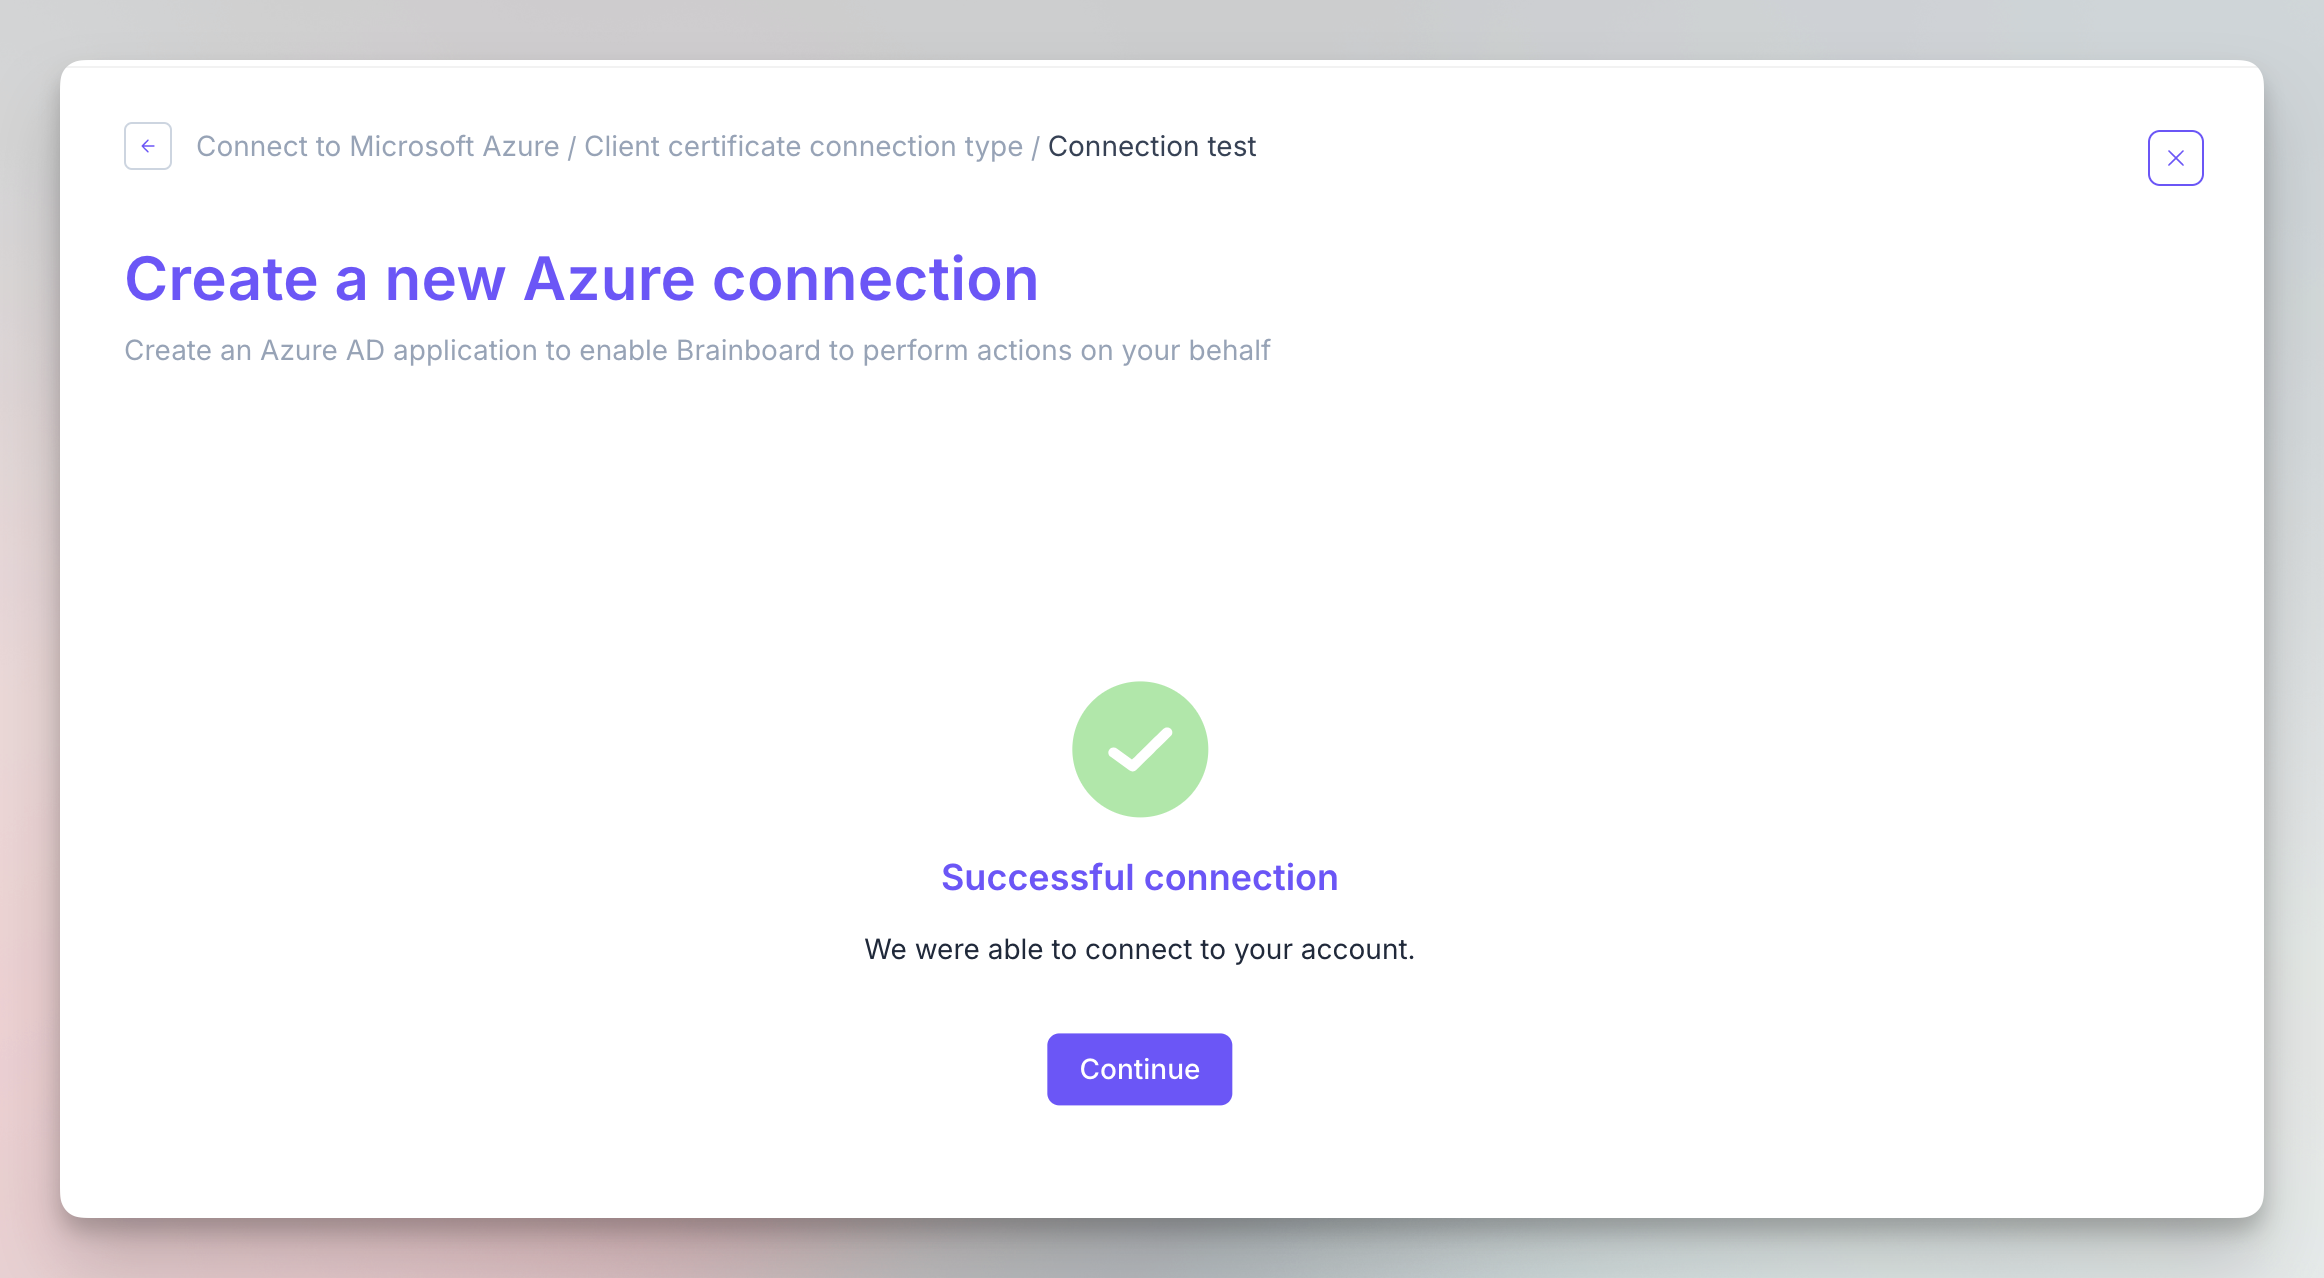 Connect to Microsoft Azure / Client certificate connection type / Connection test
Create a new Azure connection
Create an Azure AD application to enable Brainboard to perform actions on your behalf
Successful connection
We were able to connect to your account.
Continue